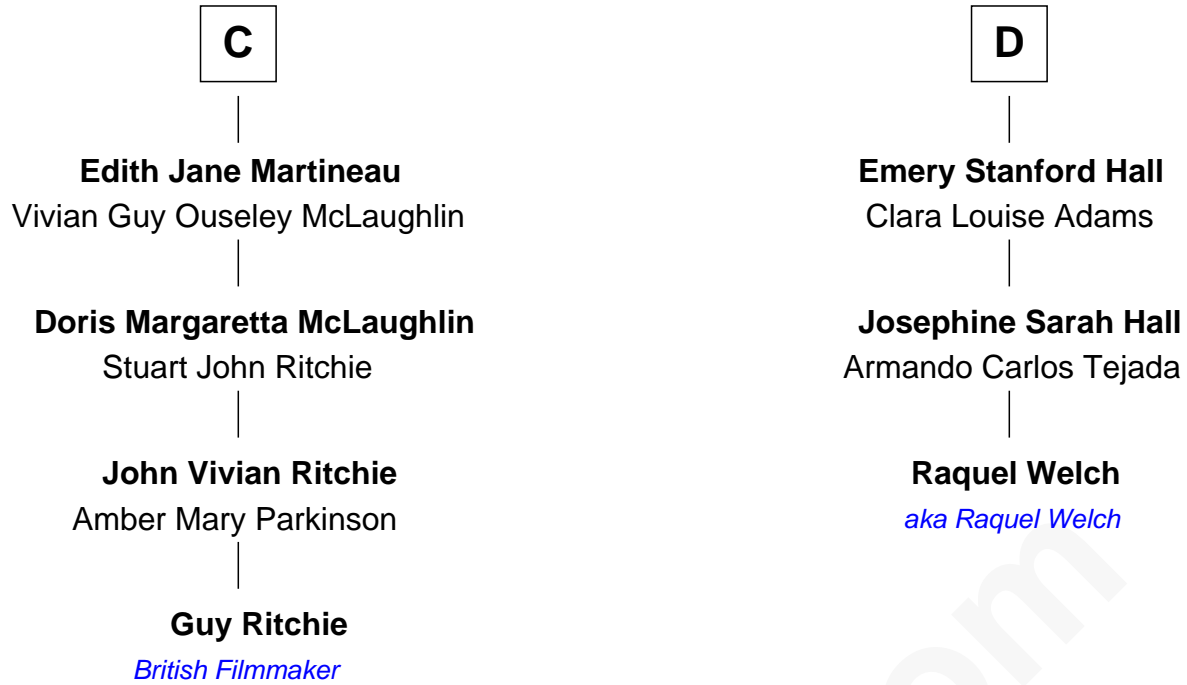 C
Edith Jane Martineau
Vivian Guy Ouseley McLaughlin
Doris Margaretta McLaughlin
Stuart John Ritchie
John Vivian Ritchie
Amber Mary Parkinson
Guy Ritchie
British Filmmaker
D
Emery Stanford Hall
Clara Louise Adams
Josephine Sarah Hall
Armando Carlos Tejada
Raquel Welch
aka Raquel Welch
om